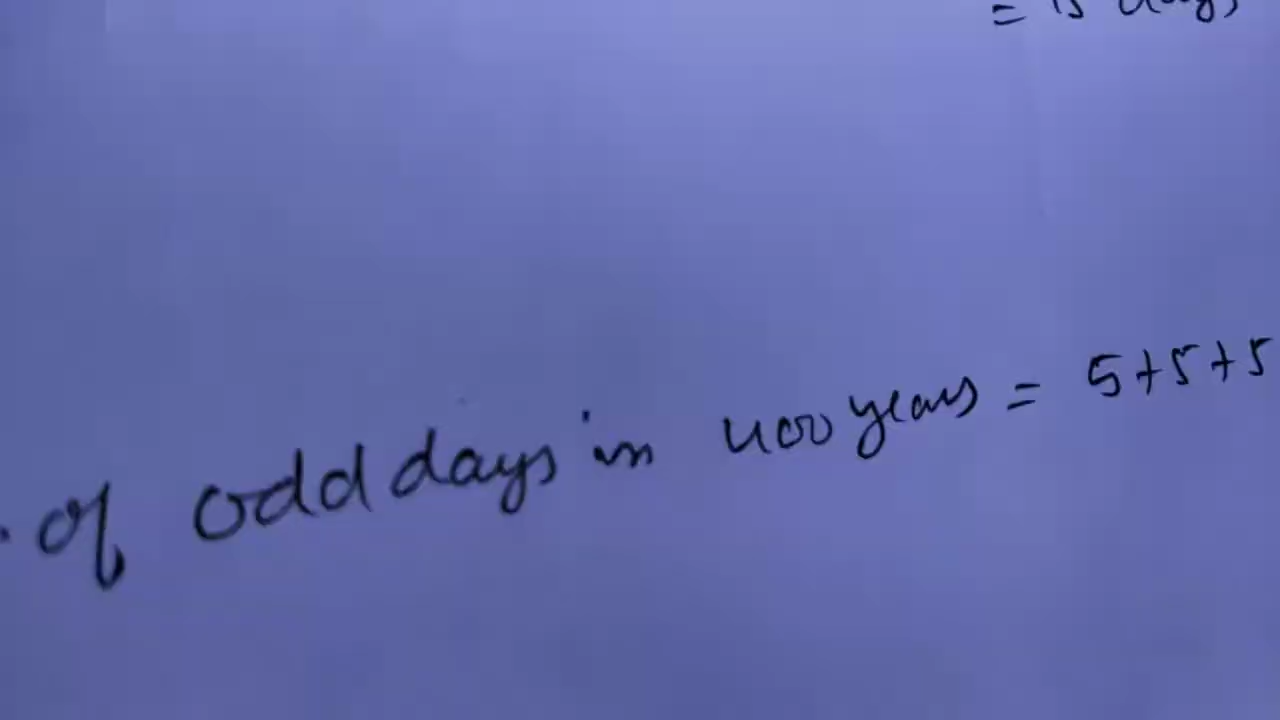 = 15 days
. of odd days in 400 years = 5+5+5